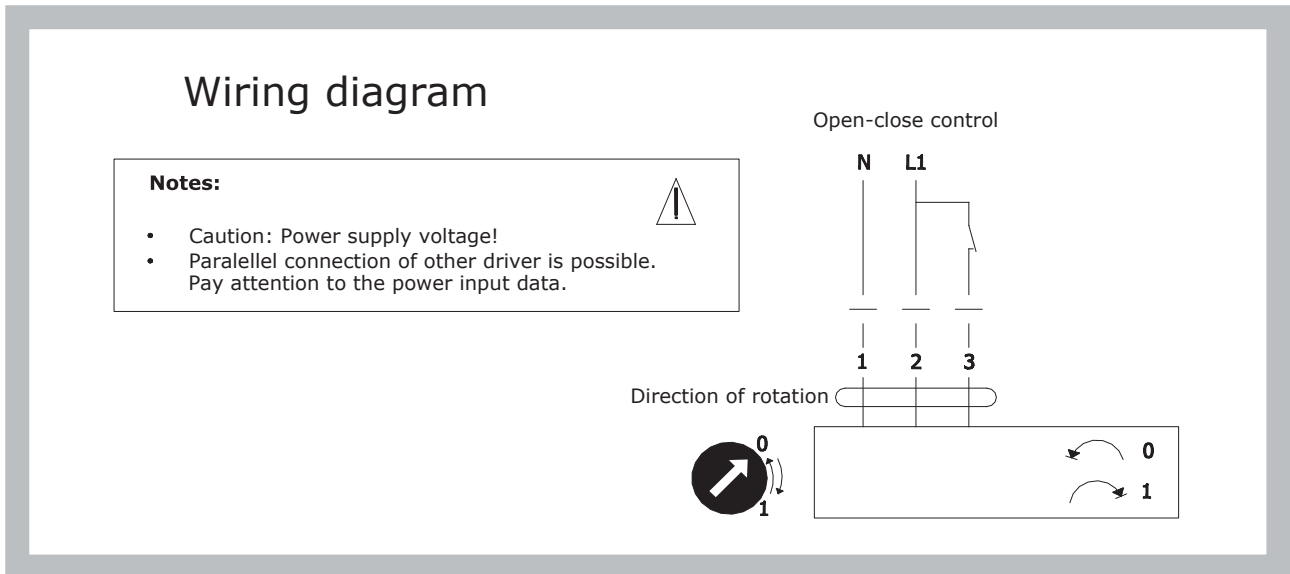 Wiring diagram
Open-close control
N L1
Notes:
• Caution: Power supply voltage!
• Paralellel connection of other driver is possible.
Pay attention to the power input data.
1 2 3
Direction of rotation
0
1
0
1